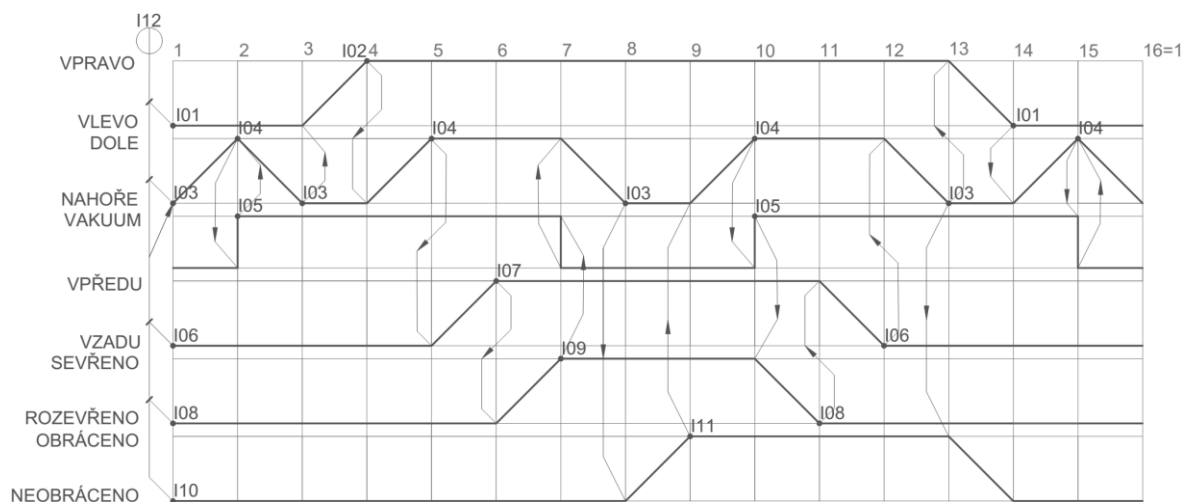 I12
1 2 3 I02 4 5 6 7 8 9 10 11 12 13 14 15 16=1
VPRAVO
I01 I01
VLEVO
I04 I04 I04 I04
DOLE
I03 I03 I03 I03
NAHOŘE
I05 I05
VAKUUM
I07
VPŘEDU
I06 I06
VZADU
I09
SEVŘENO
I08 I08
ROZEVŘENO
I11
OBRÁCENO
I10
NEOBRÁCENO